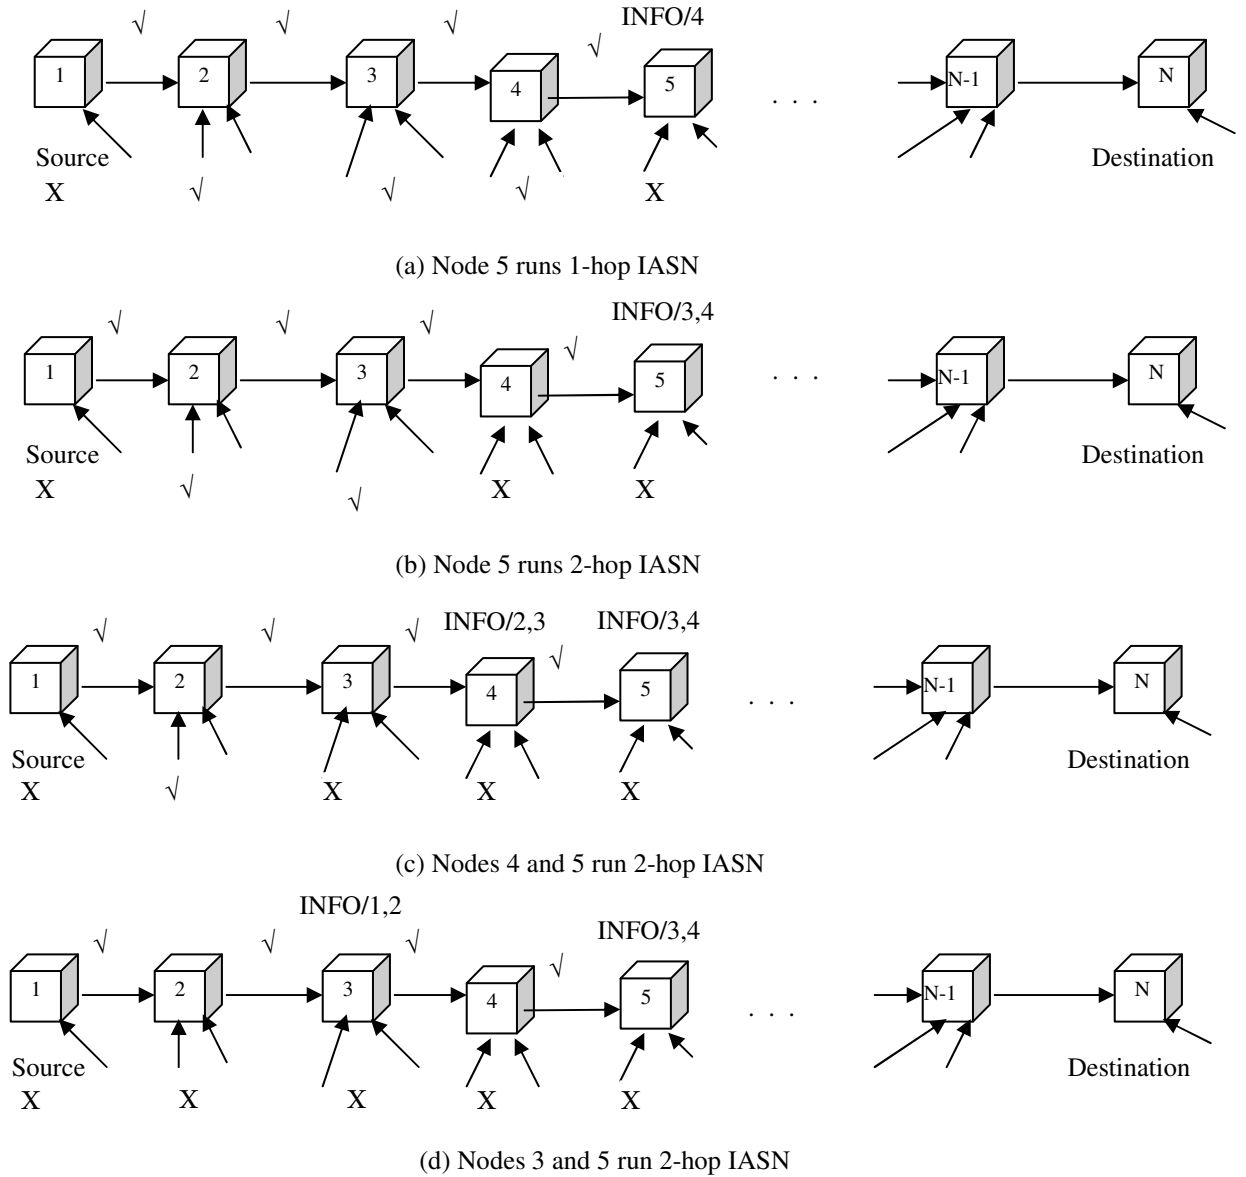 √ √ √ √ INFO/4
1 2 3 4 5 . . . N-1 N
Source Destination
X √ √ √ X
(a) Node 5 runs 1-hop IASN
√ √ √ √ INFO/3,4
1 2 3 4 5 . . . N-1 N
Source Destination
X √ √ X X
(b) Node 5 runs 2-hop IASN
√ √ √ INFO/2,3 √ INFO/3,4
1 2 3 4 5 . . . N-1 N
Source Destination
X √ X X X
(c) Nodes 4 and 5 run 2-hop IASN
√ √ INFO/1,2 √ √ INFO/3,4
1 2 3 4 5 . . . N-1 N
Source Destination
X X X X X
(d) Nodes 3 and 5 run 2-hop IASN